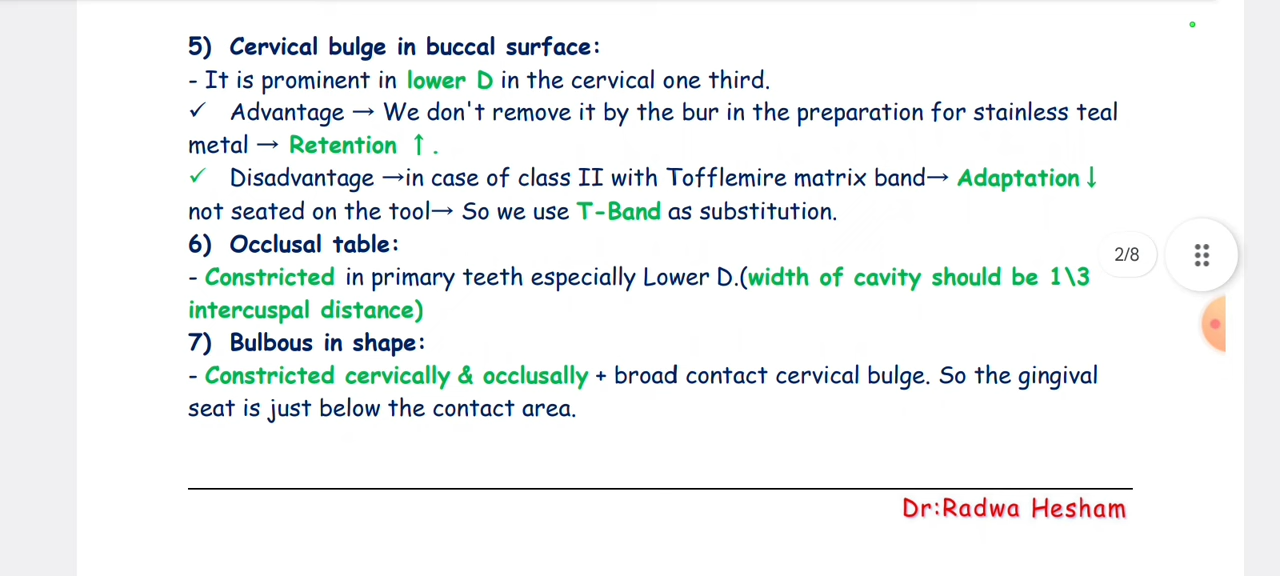 5) Cervical bulge in buccal surface:
- It is prominent in lower D in the cervical one third.
✓ Advantage → We don't remove it by the bur in the preparation for stainless teal
metal → Retention ↑ .
✓ Disadvantage →in case of class II with Tofflemire matrix band→ Adaptation↓
not seated on the tool→ So we use T-Band as substitution.
6) Occlusal table:
- Constricted in primary teeth especially Lower D.(width of cavity should be 1\3
intercuspal distance)
7) Bulbous in shape:
- Constricted cervically & occlusally + broad contact cervical bulge. So the gingival
seat is just below the contact area.
2/8
Dr:Radwa Hesham